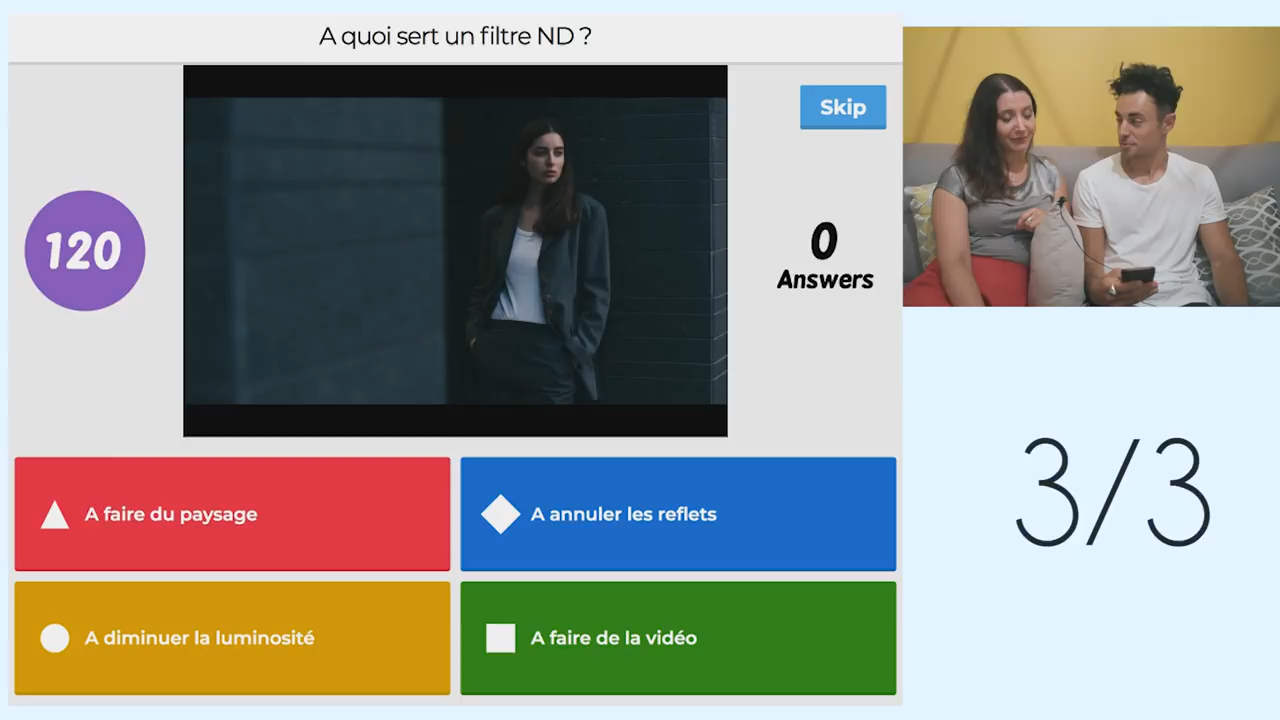 A quoi sert un filtre ND ?
Skip
120
0
Answers
A faire du paysage
A annuler les reflets
A diminuer la luminosité
A faire de la vidéo
3/3